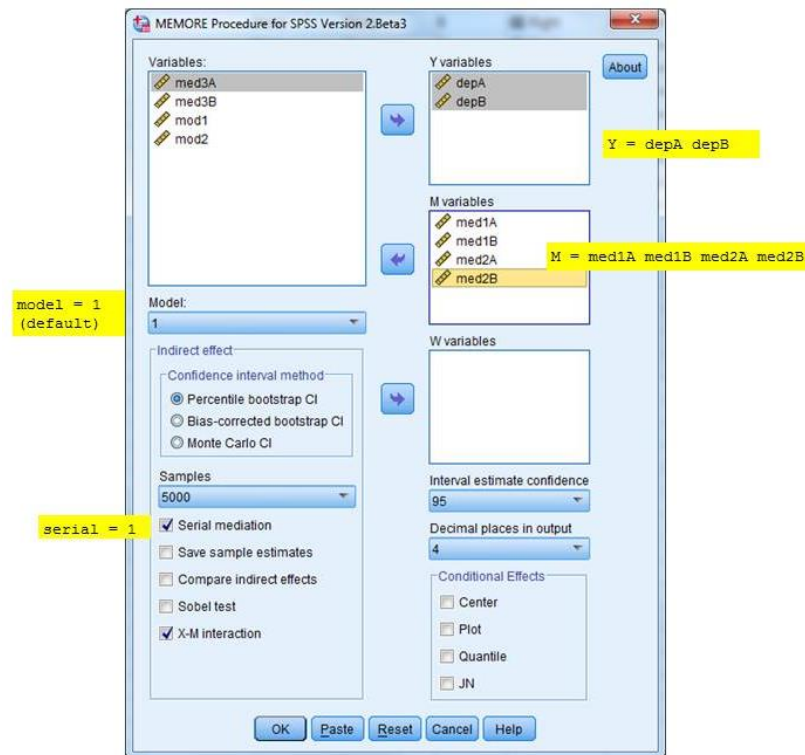 MEMORE Procedure for SPSS Version 2.Beta3
Variables:
med3A
med3B
mod1
mod2
Y variables
depA
depB
About
Y = depA depB
M variables
med1A
med1B
med2A
med2B
M = med1A med1B med2A med2B
model = 1
(default)
Model:
1
Indirect effect
Confidence interval method
Percentile bootstrap CI
Bias-corrected bootstrap CI
Monte Carlo CI
W variables
Samples
5000
Interval estimate confidence
95
serial = 1
Serial mediation
Save sample estimates
Compare indirect effects
Sobel test
X-M interaction
Decimal places in output
4
Conditional Effects
Center
Plot
Quantile
JN
OK Paste Reset Cancel Help